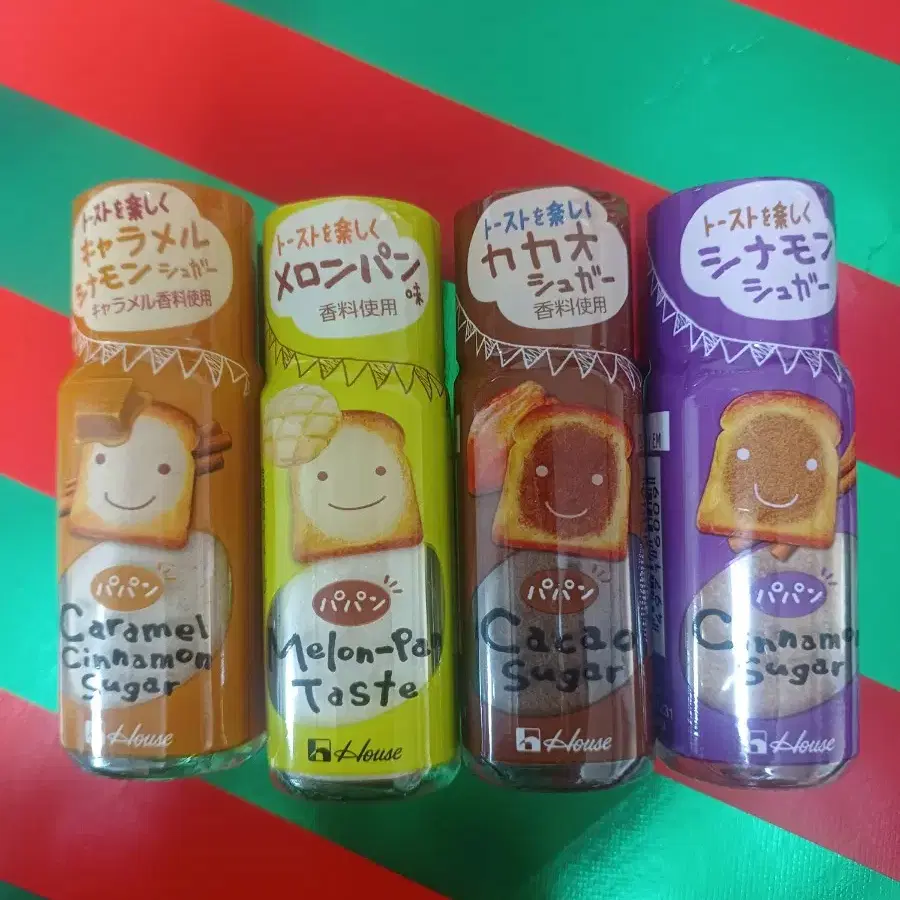 トーストを楽しく
キャラメル
シナモンシュガー
キャラメル香料使用
パパン
Caramel
Cinnamon
Sugar
House
トーストを楽しく
メロンパン味
香料使用
パパン
Melon-Pan
Taste
House
トーストを楽しく
カカオ
シュガー
香料使用
パパン
Cacao
Sugar
House
トーストを楽しく
シナモン
シュガー
パパン
Cinnamon
Sugar
House